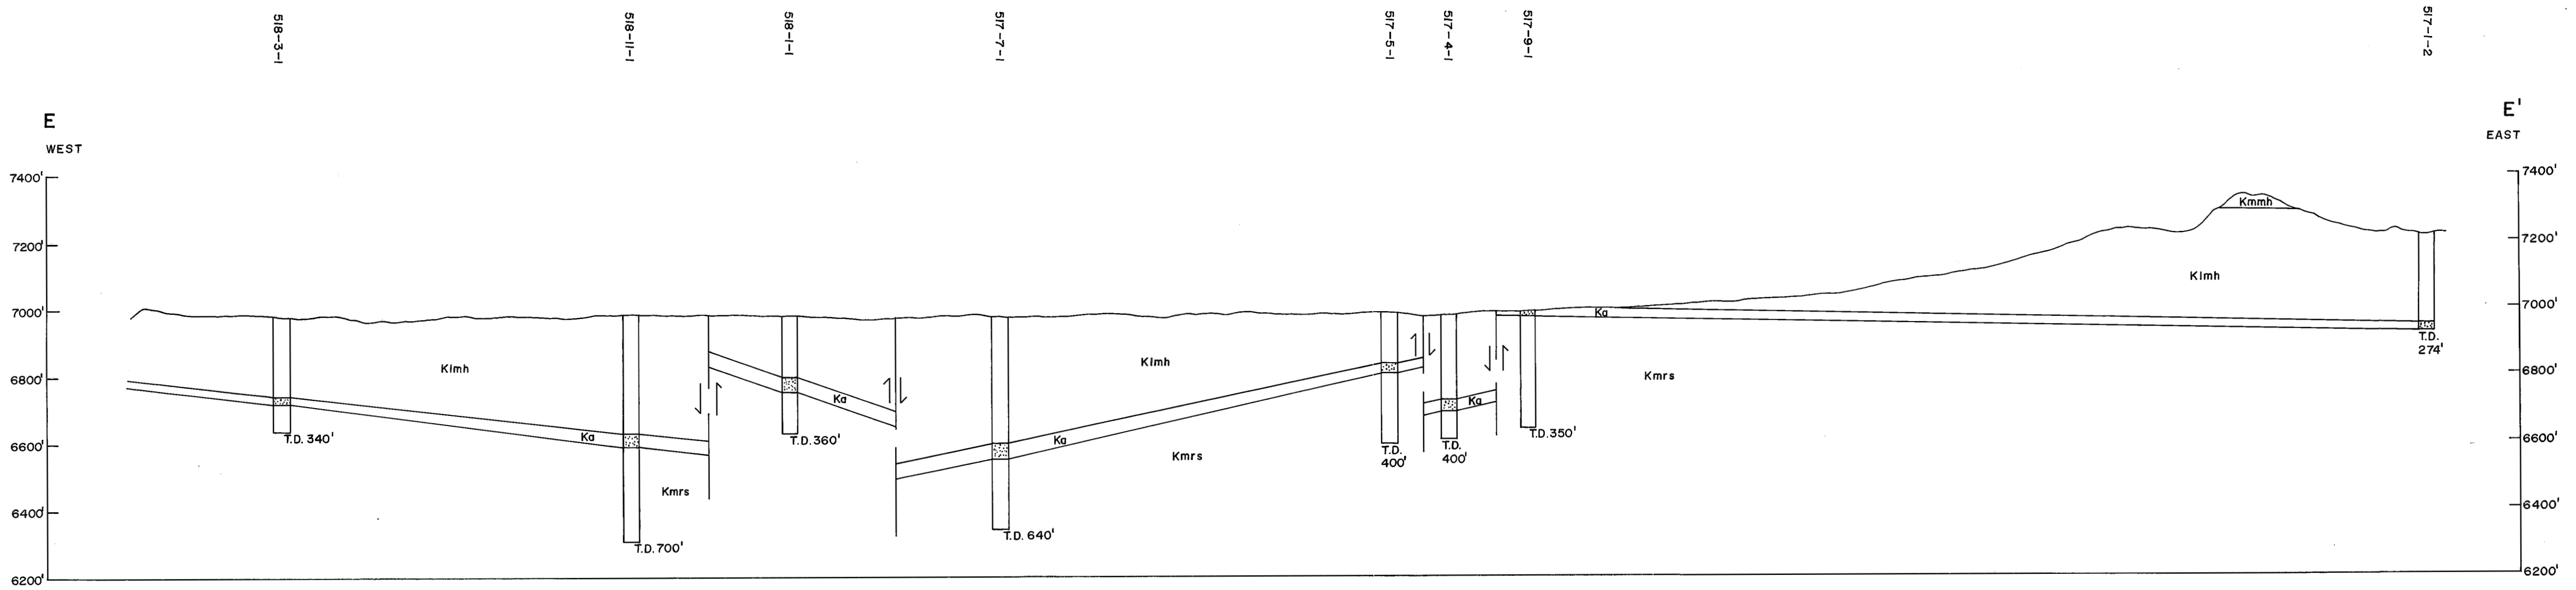 518-3-1
518-11-1
518-1-1
517-7-1
517-5-1
517-4-1
517-9-1
517-1-2
E
WEST
E'
EAST
7400'
7200'
7000'
6800'
6600'
6400'
6200'
7400'
7200'
7000'
6800'
6600'
6400'
6200'
Kmmh
Klmh
Ka
T.D.
274'
Klmh
Klmh
Kmrs
Ka
Ka
Ka
Ka
T.D. 340'
T.D. 360'
T.D. 350'
T.D.
400'
T.D.
400'
Kmrs
Kmrs
T.D. 640'
T.D. 700'